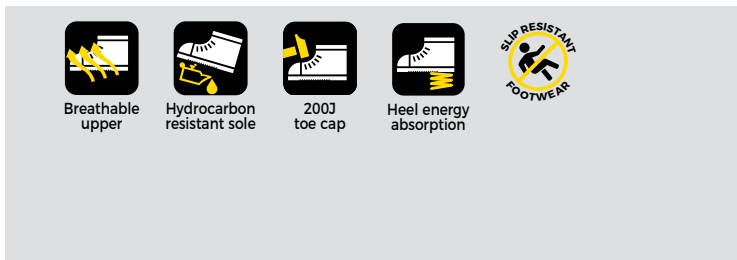 Breathable
upper
Hydrocarbon
resistant sole
200J
toe cap
Heel energy
absorption
SLIP RESISTANT
FOOTWEAR